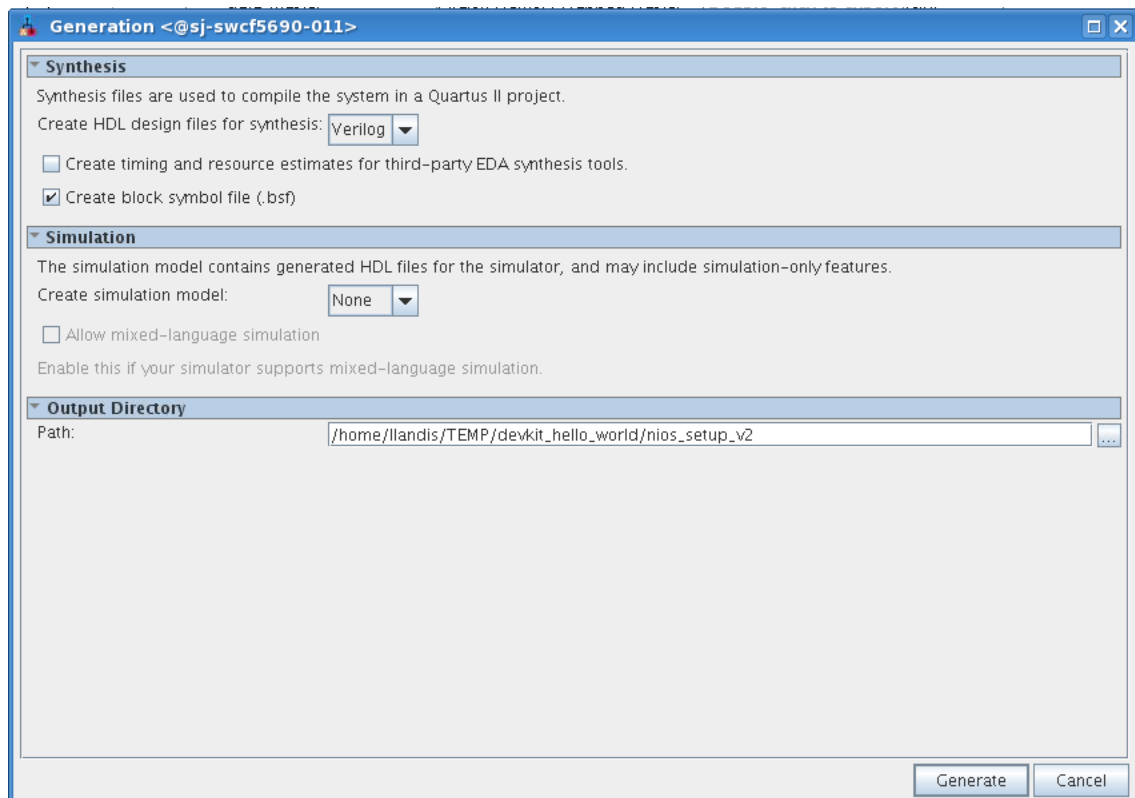 Generation <@sj-swcf5690-011>
Synthesis
Synthesis files are used to compile the system in a Quartus II project.
Create HDL design files for synthesis: Verilog
Create timing and resource estimates for third-party EDA synthesis tools.
Create block symbol file (.bsf)
Simulation
The simulation model contains generated HDL files for the simulator, and may include simulation-only features.
Create simulation model: None
Allow mixed-language simulation
Enable this if your simulator supports mixed-language simulation.
Output Directory
Path: /home/llandis/TEMP/devkit_hello_world/nios_setup_v2 ...
Generate Cancel